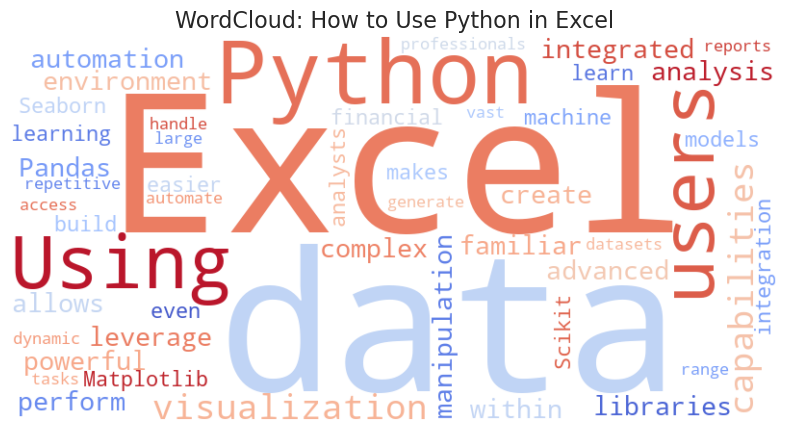 WordCloud: How to Use Python in Excel
professionals
automation
Python
integrated
reports
environment
learn
analysis
Seaborn
Excel
financial
vast
machine
users
handle
learning
large
analysts
models
Pandas
makes
repetitive
easier
create
capabilities
access
automate
generate
integration
build
Using
complex
familiar
datasets
data
manipulation
advanced
allows
even
Scikit
dynamic
leverage
powerful
tasks
Matplotlib
range
perform
visualization
within
libraries